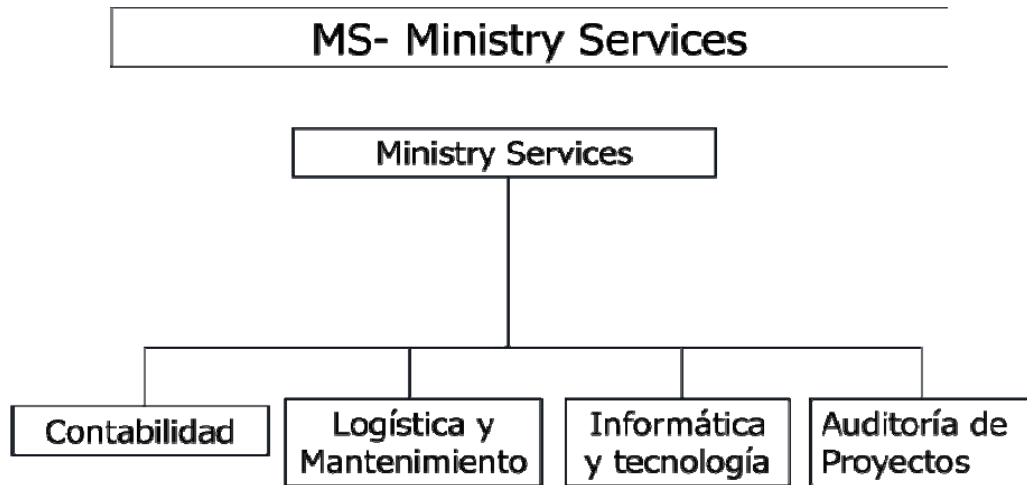 MS- Ministry Services
Ministry Services
Contabilidad
Logística y
Mantenimiento
Informática
y tecnología
Auditoría de
Proyectos